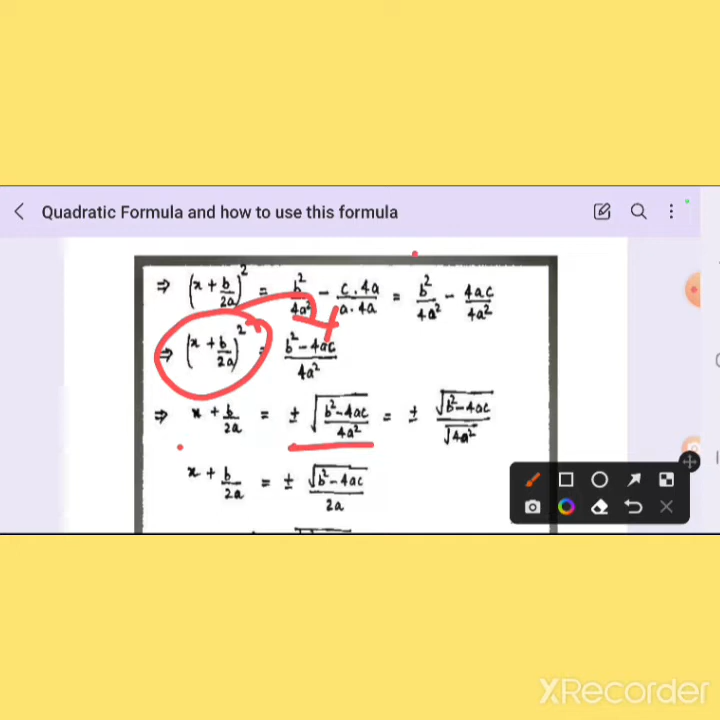 Quadratic Formula and how to use this formula
⇒ (x + b/2a)² = b²/4a² - c.4a/a.4a = b²/4a² - 4ac/4a²
⇒ (x + b/2a)² = b²-4ac/4a²
⇒ x + b/2a = ± √(b²-4ac/4a²) = ± √(b²-4ac)/√(4a²)
x + b/2a = ± √(b²-4ac)/2a
XRecorder